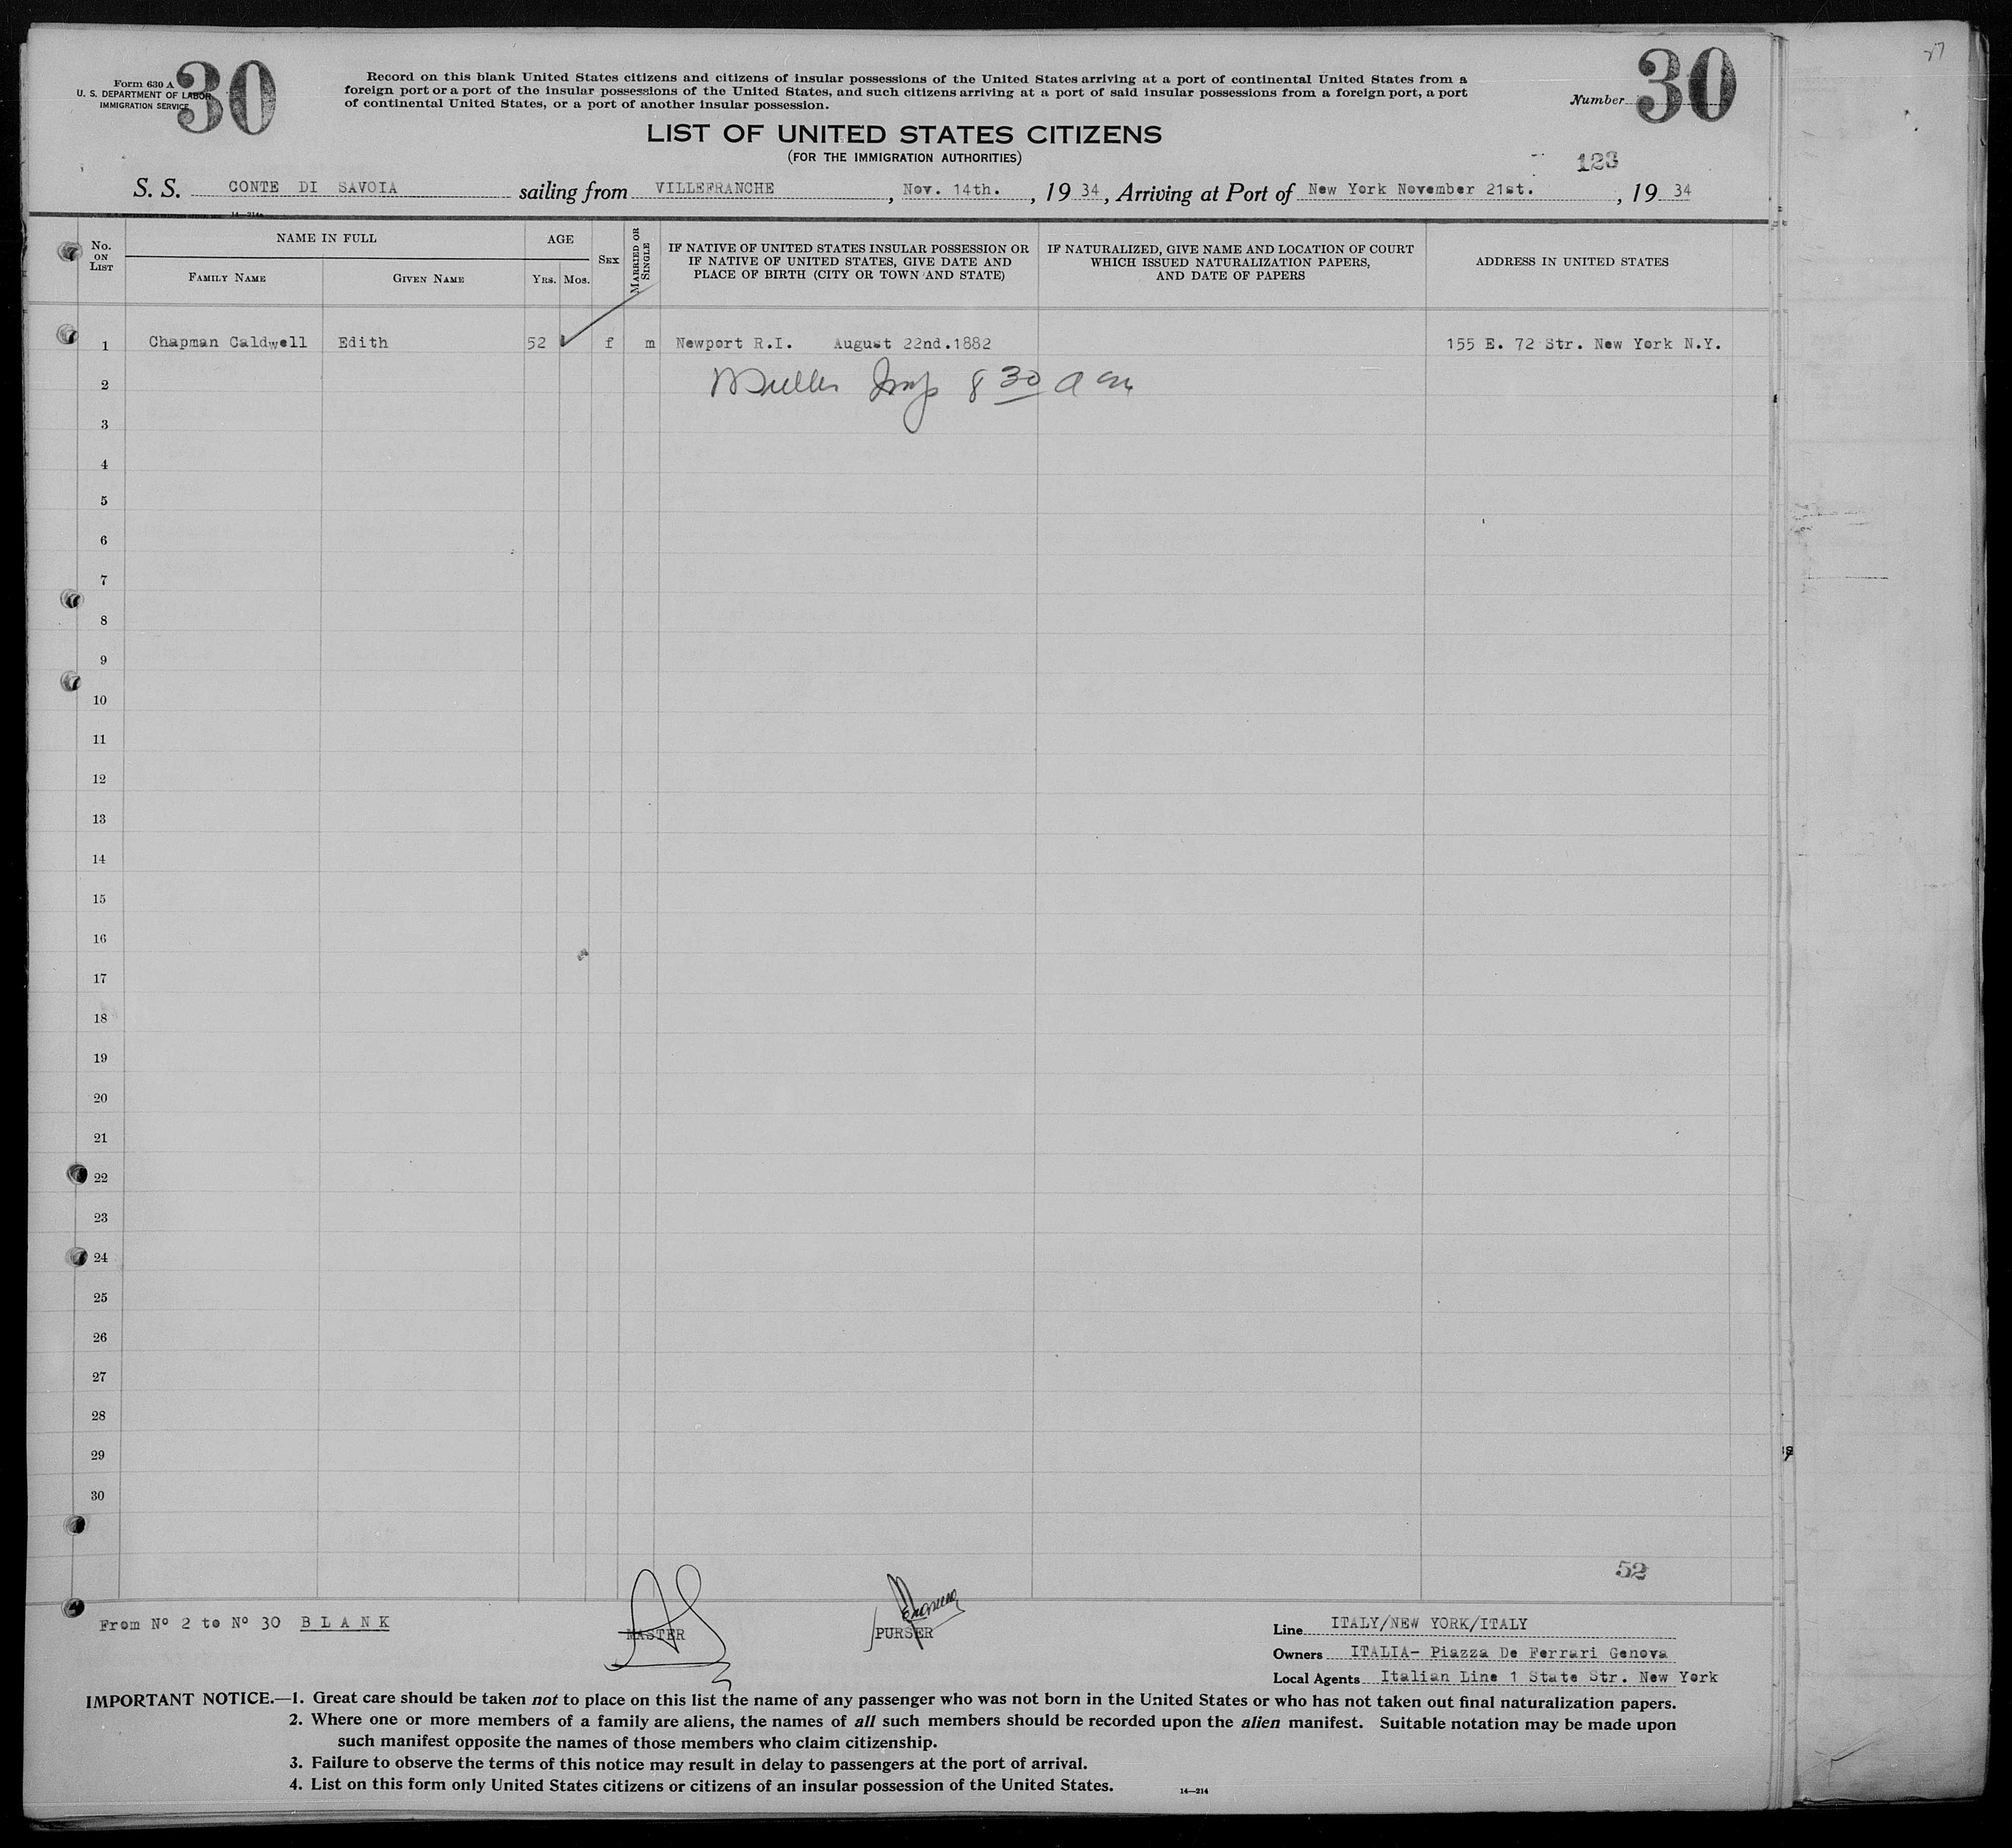 Form 630 A
U. S. DEPARTMENT OF LABOR
IMMIGRATION SERVICE
30
Record on this blank United States citizens and citizens of insular possessions of the United States arriving at a port of continental United States from a
foreign port or a port of the insular possessions of the United States, and such citizens arriving at a port of said insular possessions from a foreign port, a port
of continental United States, or a port of another insular possession.
Number 30
LIST OF UNITED STATES CITIZENS
(FOR THE IMMIGRATION AUTHORITIES)
123
S. S. CONTE DI SAVOIA sailing from VILLEFRANCHE, Nov. 14th., 19 34, Arriving at Port of New York November 21st., 19 34
14—214a
No. ON LIST
NAME IN FULL
FAMILY NAME
GIVEN NAME
AGE
YRS. MOS.
SEX
MARRIED OR SINGLE
IF NATIVE OF UNITED STATES INSULAR POSSESSION OR
IF NATIVE OF UNITED STATES, GIVE DATE AND
PLACE OF BIRTH (CITY OR TOWN AND STATE)
IF NATURALIZED, GIVE NAME AND LOCATION OF COURT
WHICH ISSUED NATURALIZATION PAPERS,
AND DATE OF PAPERS
ADDRESS IN UNITED STATES
1 Chapman Caldwell Edith 52 f m Newport R.I. August 22nd.1882 155 E. 72 Str. New York N.Y.
2 Muller Insp 8 30 a m
3
4
5
6
7
8
9
10
11
12
13
14
15
16
17
18
19
20
21
22
23
24
25
26
27
28
29
30
52
From Nº 2 to Nº 30 B L A N K
MASTER
PURSER
Line ITALY/NEW YORK/ITALY
Owners ITALIA- Piazza De Ferrari Genova
Local Agents Italian Line 1 State Str. New York
IMPORTANT NOTICE.—1. Great care should be taken not to place on this list the name of any passenger who was not born in the United States or who has not taken out final naturalization papers.
2. Where one or more members of a family are aliens, the names of all such members should be recorded upon the alien manifest. Suitable notation may be made upon
such manifest opposite the names of those members who claim citizenship.
3. Failure to observe the terms of this notice may result in delay to passengers at the port of arrival.
4. List on this form only United States citizens or citizens of an insular possession of the United States.
14—214